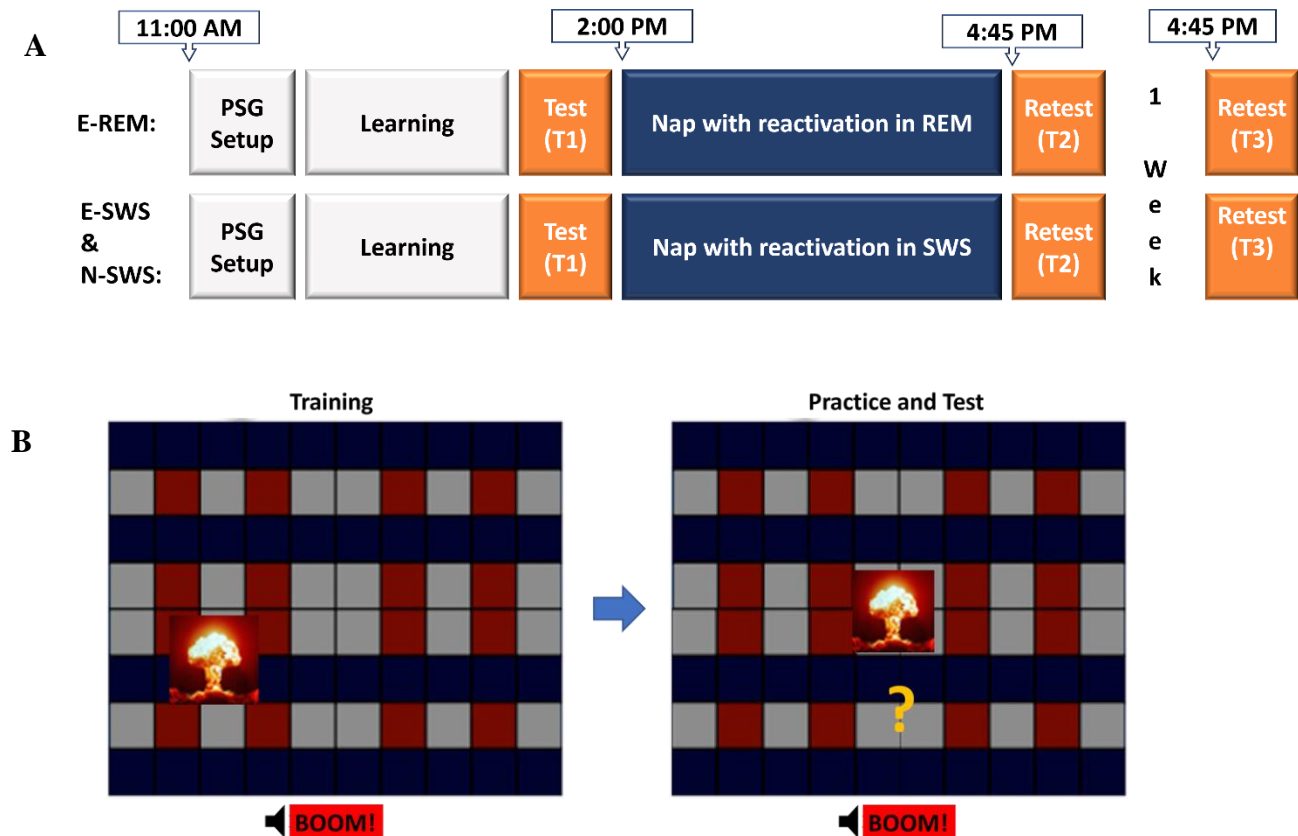 A
11:00 AM
2:00 PM
4:45 PM
4:45 PM
E-REM:
PSG
Setup
Learning
Test
(T1)
Nap with reactivation in REM
Retest
(T2)
1
W
e
e
k
Retest
(T3)
E-SWS
&
N-SWS:
PSG
Setup
Learning
Test
(T1)
Nap with reactivation in SWS
Retest
(T2)
Retest
(T3)
B
Training
Practice and Test
?
BOOM!
BOOM!